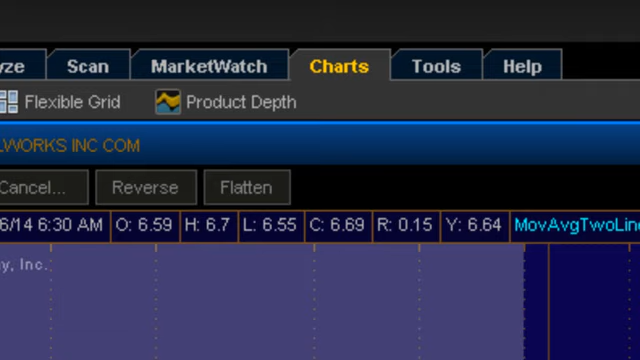 yze Scan MarketWatch Charts Tools Help
Flexible Grid Product Depth
LWORKS INC COM
Cancel... Reverse Flatten
6/14 6:30 AM O: 6.59 H: 6.7 L: 6.55 C: 6.69 R: 0.15 Y: 6.64 MovAvgTwoLine
y, Inc.